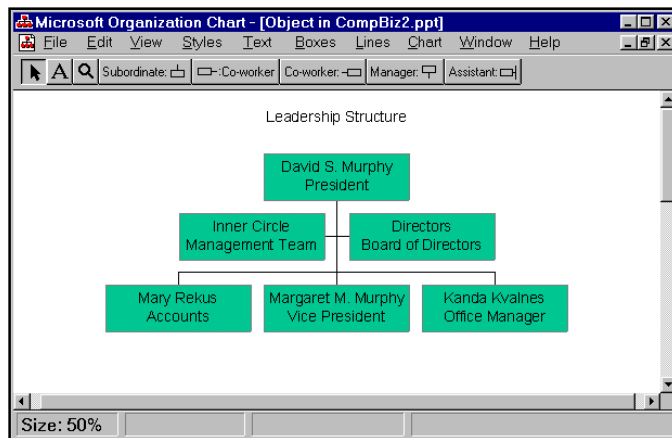 Microsoft Organization Chart - [Object in CompBiz2.ppt]
File Edit View Styles Text Boxes Lines Chart Window Help
A Subordinate: Co-worker Co-worker: Manager: Assistant:
Leadership Structure
David S. Murphy
President
Inner Circle
Management Team
Directors
Board of Directors
Mary Rekus
Accounts
Margaret M. Murphy
Vice President
Kanda Kvalnes
Office Manager
Size: 50%